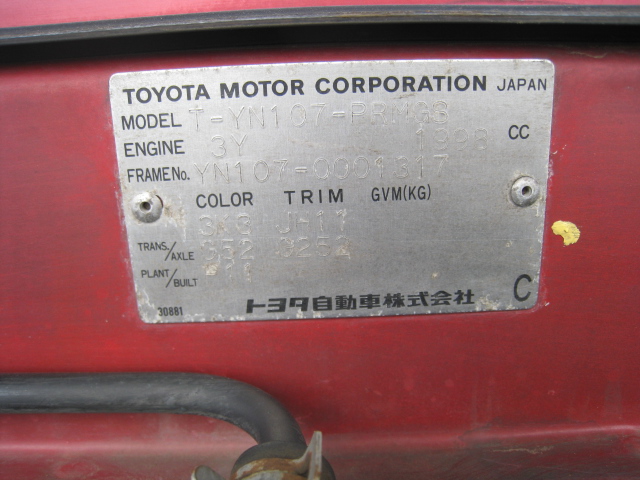 TOYOTA MOTOR CORPORATION JAPAN
MODEL T-YN107-PRMGS
ENGINE 3Y 1998 CC
FRAME No. YN107-0001317
COLOR TRIM GVM(KG)
3K3
TRANS./AXLE
PLANT/BUILT
30881 トヨタ自動車株式会社 C